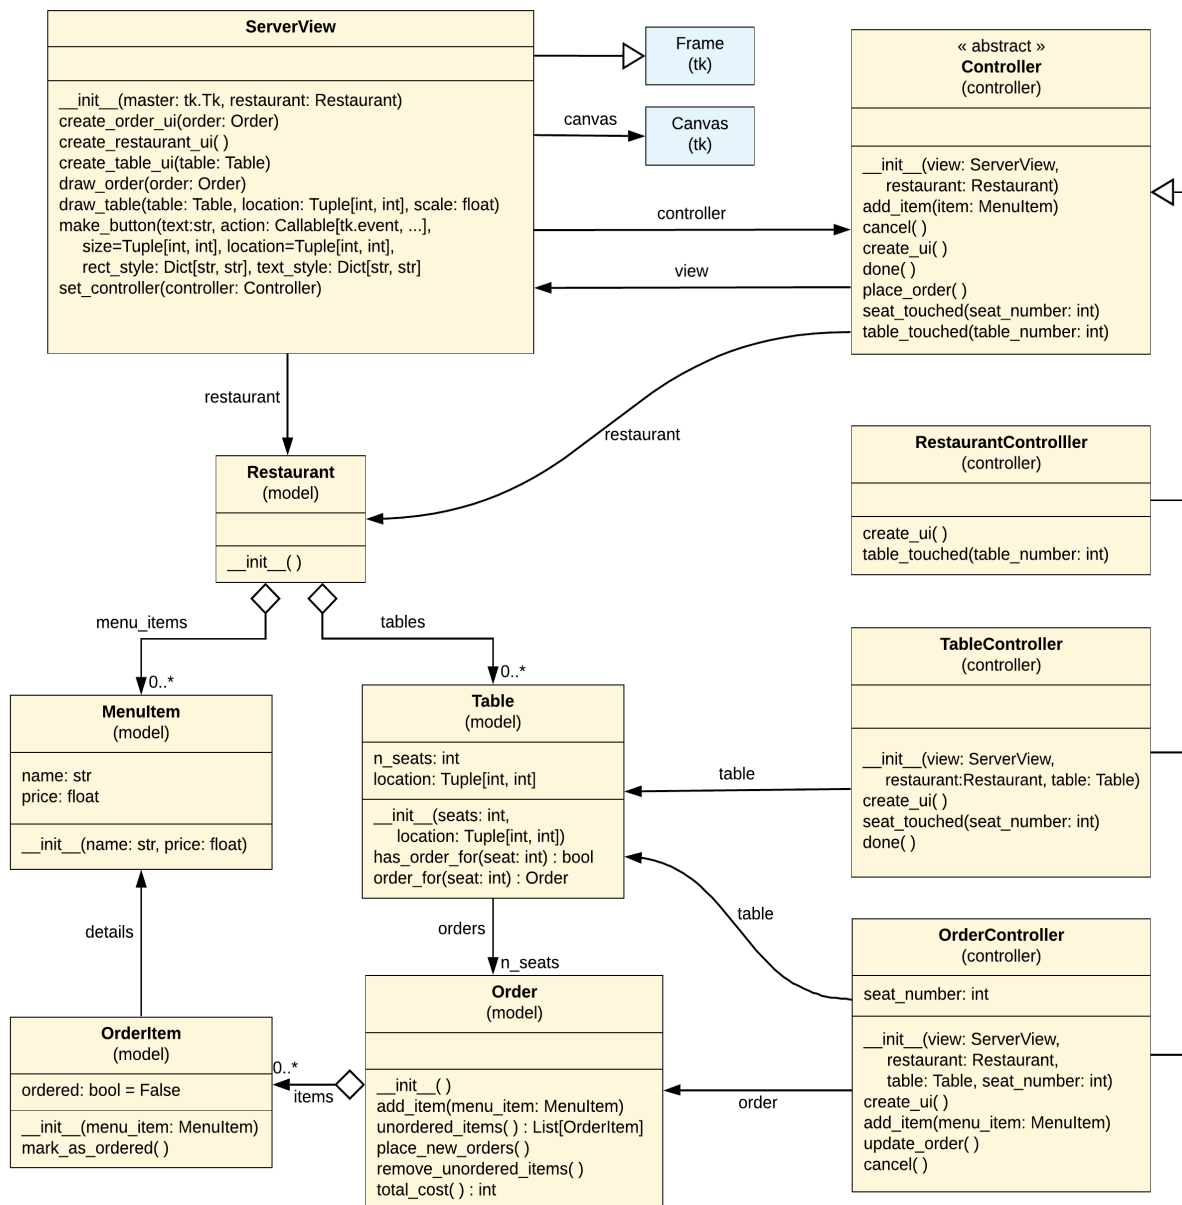 ServerView
__init__(master: tk.Tk, restaurant: Restaurant)
create_order_ui(order: Order)
create_restaurant_ui( )
create_table_ui(table: Table)
draw_order(order: Order)
draw_table(table: Table, location: Tuple[int, int], scale: float)
make_button(text:str, action: Callable[tk.event, ...],
size=Tuple[int, int], location=Tuple[int, int],
rect_style: Dict[str, str], text_style: Dict[str, str]
set_controller(controller: Controller)
Frame
(tk)
canvas
Canvas
(tk)
controller
view
« abstract »
Controller
(controller)
__init__(view: ServerView,
restaurant: Restaurant)
add_item(item: MenuItem)
cancel( )
create_ui( )
done( )
place_order( )
seat_touched(seat_number: int)
table_touched(table_number: int)
restaurant
restaurant
Restaurant
(model)
__init__( )
RestaurantControlller
(controller)
create_ui( )
table_touched(table_number: int)
menu_items
0..*
tables
0..*
MenuItem
(model)
name: str
price: float
__init__(name: str, price: float)
Table
(model)
n_seats: int
location: Tuple[int, int]
__init__(seats: int,
location: Tuple[int, int])
has_order_for(seat: int) : bool
order_for(seat: int) : Order
table
TableController
(controller)
__init__(view: ServerView,
restaurant:Restaurant, table: Table)
create_ui( )
seat_touched(seat_number: int)
done( )
details
orders
n_seats
table
OrderItem
(model)
ordered: bool = False
__init__(menu_item: MenuItem)
mark_as_ordered( )
0..*
items
Order
(model)
__init__( )
add_item(menu_item: MenuItem)
unordered_items( ) : List[OrderItem]
place_new_orders( )
remove_unordered_items( )
total_cost( ) : int
order
OrderController
(controller)
seat_number: int
__init__(view: ServerView,
restaurant: Restaurant,
table: Table, seat_number: int)
create_ui( )
add_item(menu_item: MenuItem)
update_order( )
cancel( )